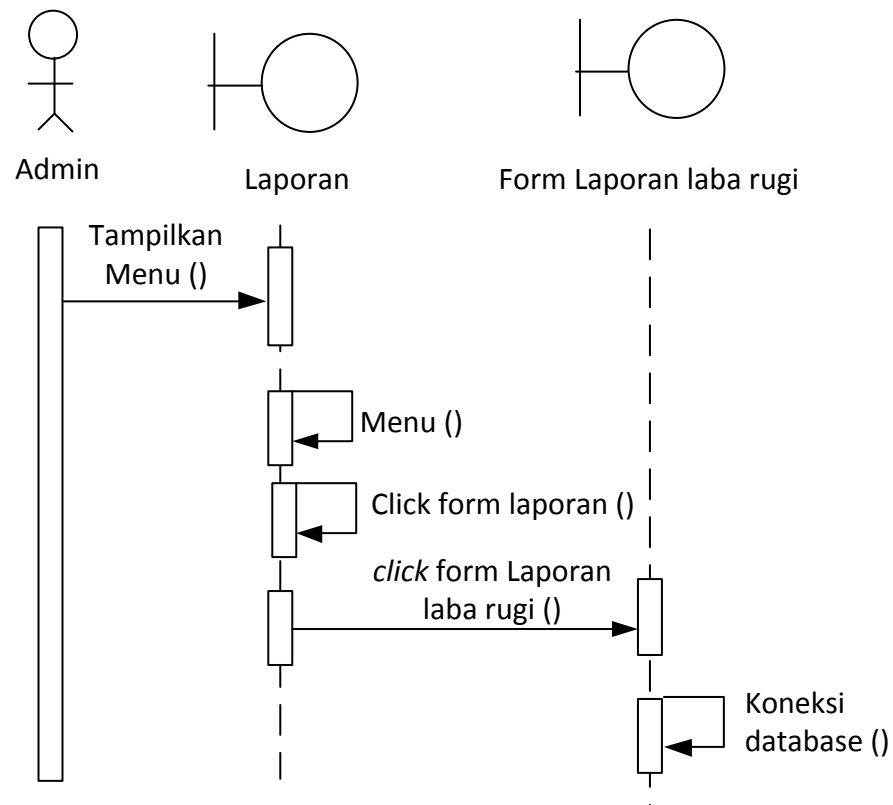 Admin
Laporan
Form Laporan laba rugi
Tampilkan
Menu ()
Menu ()
Click form laporan ()
click form Laporan
laba rugi ()
Koneksi
database ()